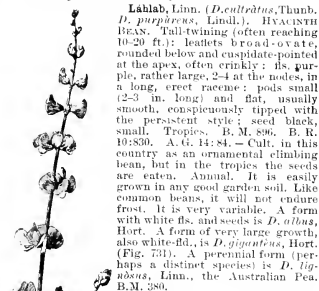 Láhlab, Linn. (D. cultràtus, Thunb.
D. purpùreus, Lindl.). HYACINTH
BEAN. Tall-twining (often reaching
10–20 ft.): leaflets broad-ovate,
rounded below and cuspidate-pointed
at the apex, often crinkly: fls. pur-
ple, rather large, 2–4 at the nodes, in
a long, erect raceme: pods small
(2–3 in. long) and flat, usually
smooth, conspicuously tipped with
the persistent style; seed black,
small. Tropics. B.M. 896. B.R.
10:830. A.G. 14:84. — Cult. in this
country as an ornamental climbing
bean, but in the tropics the seeds
are eaten. Annual. It is easily
grown in any good garden soil. Like
common beans, it will not endure
frost. It is very variable. A form
with white fls. and seeds is D. albus,
Hort. A form of very large growth,
also white-fld., is D. gigantèus, Hort.
(Fig. 731). A perennial form (per-
haps a distinct species) is D. lig-
nòsus, Linn., the Australian Pea.
B.M. 380.